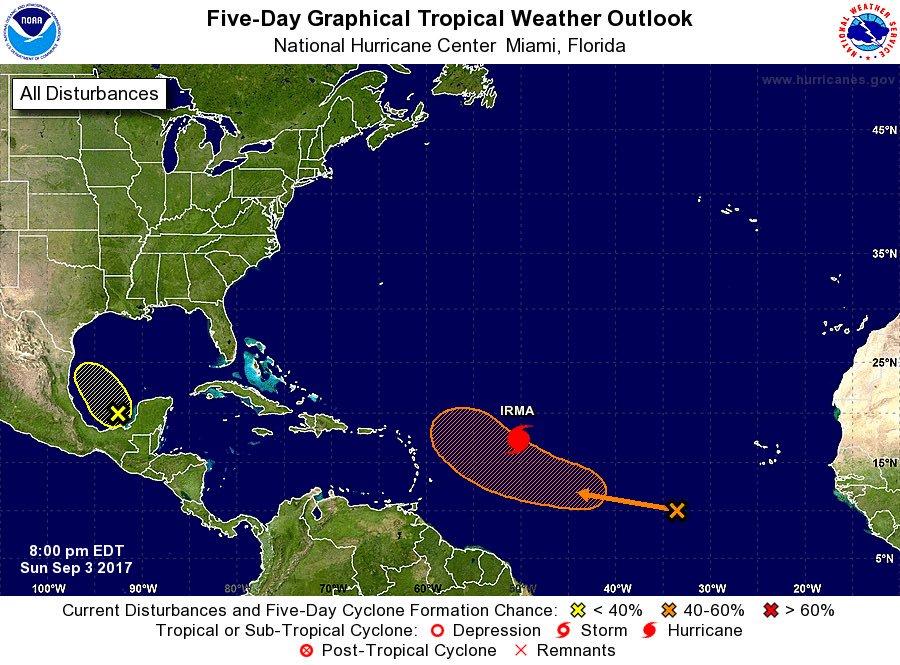 Five-Day Graphical Tropical Weather Outlook
National Hurricane Center  Miami, Florida
NOAA
NATIONAL WEATHER SERVICE
www.hurricanes.gov
All Disturbances
45°N
35°N
25°N
IRMA
15°N
8:00 pm EDT
Sun Sep 3 2017
5°N
100°W 90°W 80°W 70°W 60°W 50°W 40°W 30°W 20°W
Current Disturbances and Five-Day Cyclone Formation Chance: < 40% 40-60% > 60%
Tropical or Sub-Tropical Cyclone: Depression Storm Hurricane
Post-Tropical Cyclone Remnants